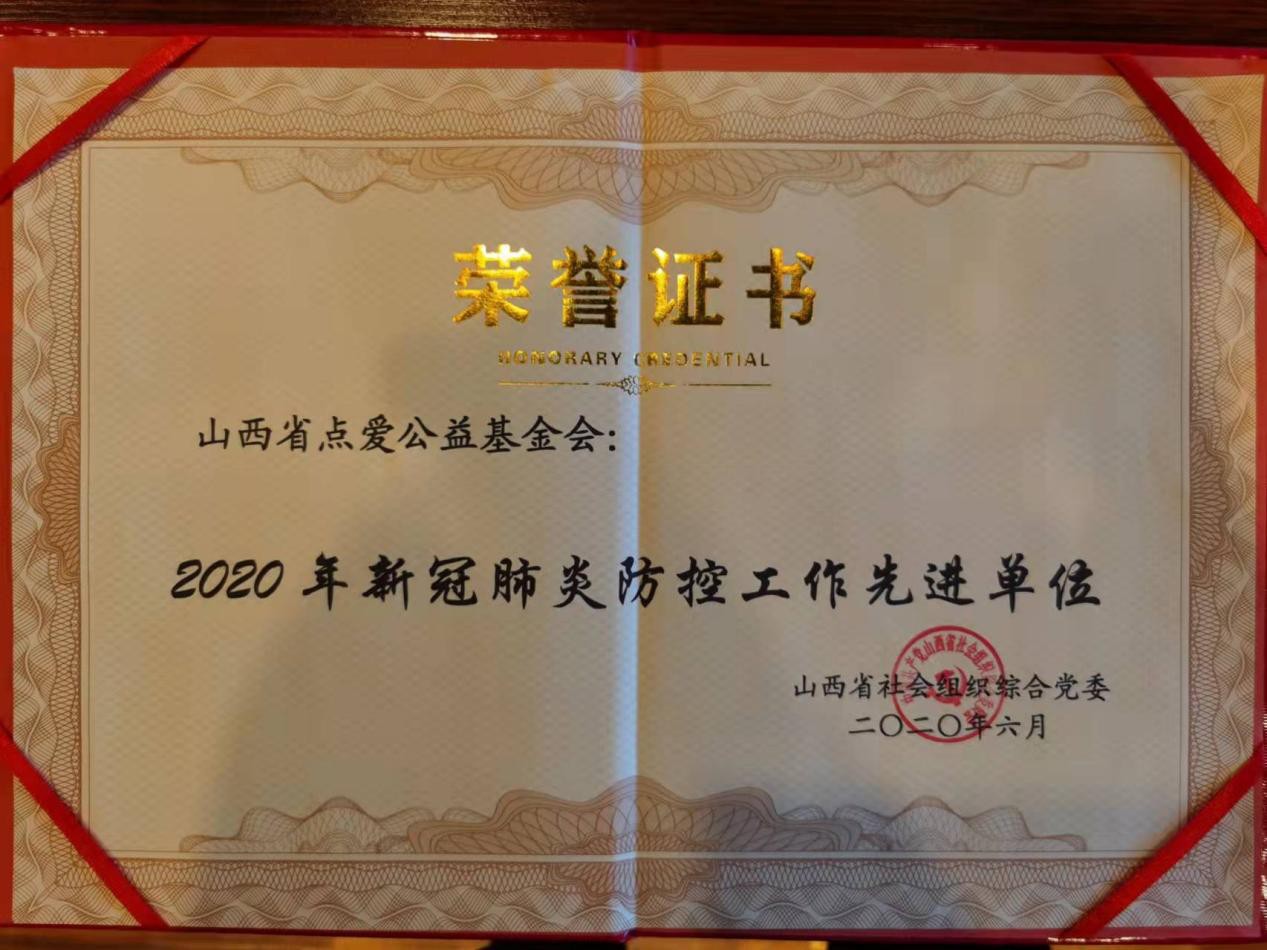 荣誉证书
HONORARY CREDENTIAL
山西省点爱公益基金会:
2020年新冠肺炎防控工作先进单位
山西省社会组织综合党委
二〇二〇年六月